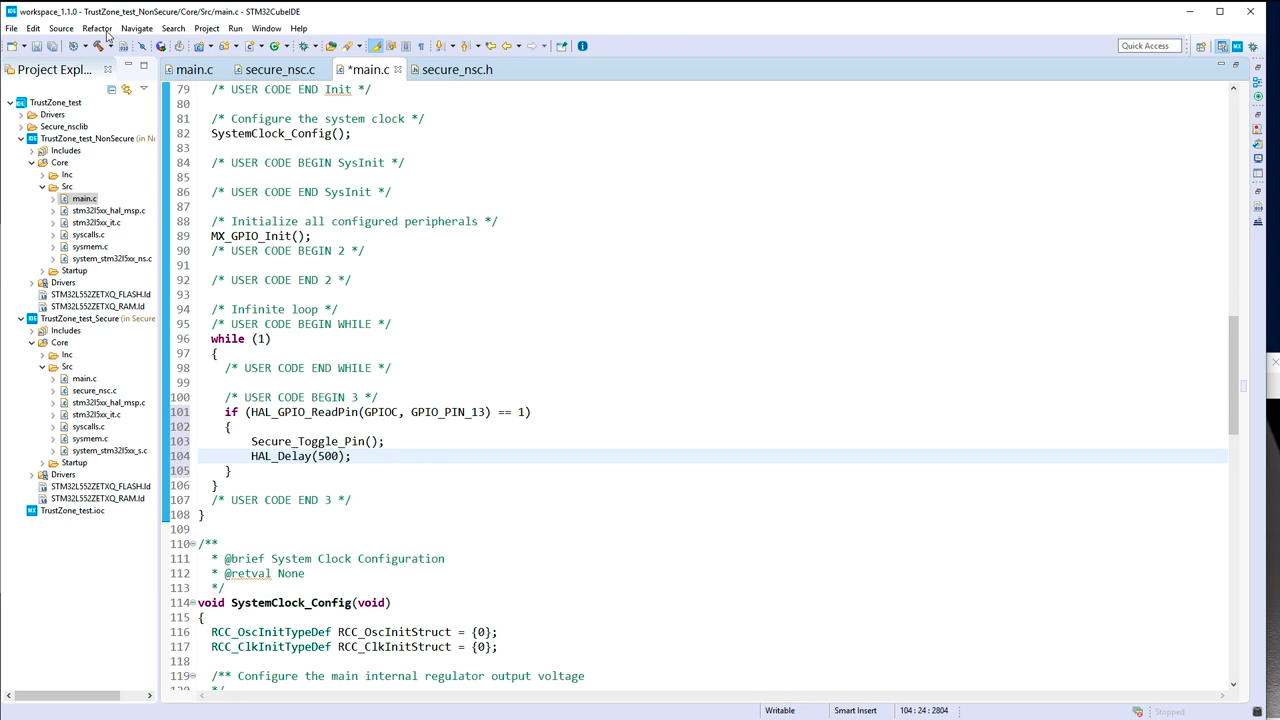 workspace_1.1.0 - TrustZone_test_NonSecure/Core/Src/main.c - STM32CubeIDE
File Edit Source Refactor Navigate Search Project Run Window Help
Quick Access
Project Expl...
main.c secure_nsc.c *main.c secure_nsc.h
TrustZone_test
Drivers
Secure_nsclib
TrustZone_test_NonSecure (in No
Includes
Core
Inc
Src
main.c
stm32l5xx_hal_msp.c
stm32l5xx_it.c
syscalls.c
sysmem.c
system_stm32l5xx_ns.c
Startup
Drivers
STM32L552ZETXQ_FLASH.ld
STM32L552ZETXQ_RAM.ld
TrustZone_test_Secure (in Secure
Includes
Core
Inc
Src
main.c
secure_nsc.c
stm32l5xx_hal_msp.c
stm32l5xx_it.c
syscalls.c
sysmem.c
system_stm32l5xx_s.c
Startup
Drivers
STM32L552ZETXQ_FLASH.ld
STM32L552ZETXQ_RAM.ld
TrustZone_test.ioc
79 /* USER CODE END Init */
80
81 /* Configure the system clock */
82 SystemClock_Config();
83
84 /* USER CODE BEGIN SysInit */
85
86 /* USER CODE END SysInit */
87
88 /* Initialize all configured peripherals */
89 MX_GPIO_Init();
90 /* USER CODE BEGIN 2 */
91
92 /* USER CODE END 2 */
93
94 /* Infinite loop */
95 /* USER CODE BEGIN WHILE */
96 while (1)
97 {
98 /* USER CODE END WHILE */
99
100 /* USER CODE BEGIN 3 */
101 if (HAL_GPIO_ReadPin(GPIOC, GPIO_PIN_13) == 1)
102 {
103 Secure_Toggle_Pin();
104 HAL_Delay(500);
105 }
106 }
107 /* USER CODE END 3 */
108 }
109
110 /**
111 * @brief System Clock Configuration
112 * @retval None
113 */
114 void SystemClock_Config(void)
115 {
116 RCC_OscInitTypeDef RCC_OscInitStruct = {0};
117 RCC_ClkInitTypeDef RCC_ClkInitStruct = {0};
118
119 /** Configure the main internal regulator output voltage
Writable Smart Insert 104 : 24 : 2804 Stopped